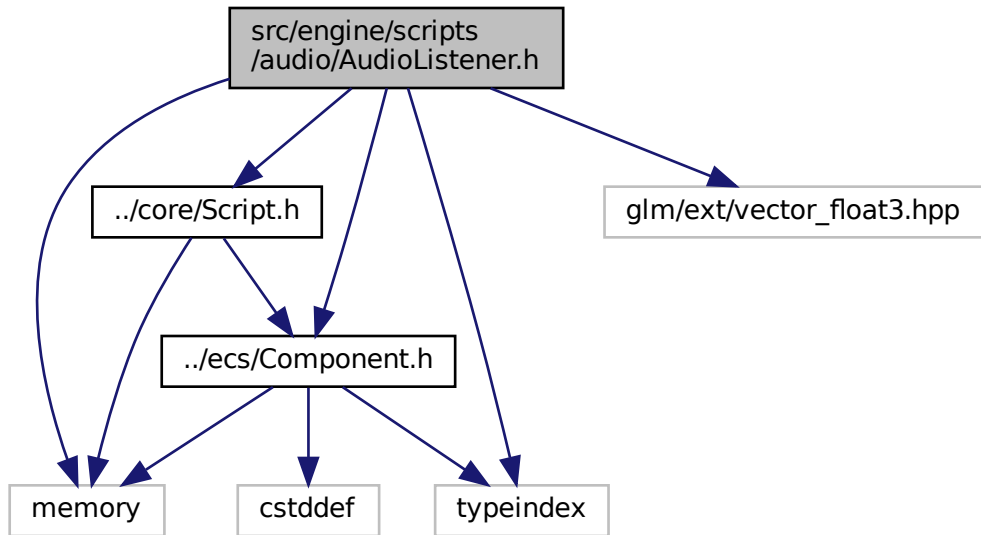 src/engine/scripts
/audio/AudioListener.h
../core/Script.h
glm/ext/vector_float3.hpp
../ecs/Component.h
memory
cstddef
typeindex